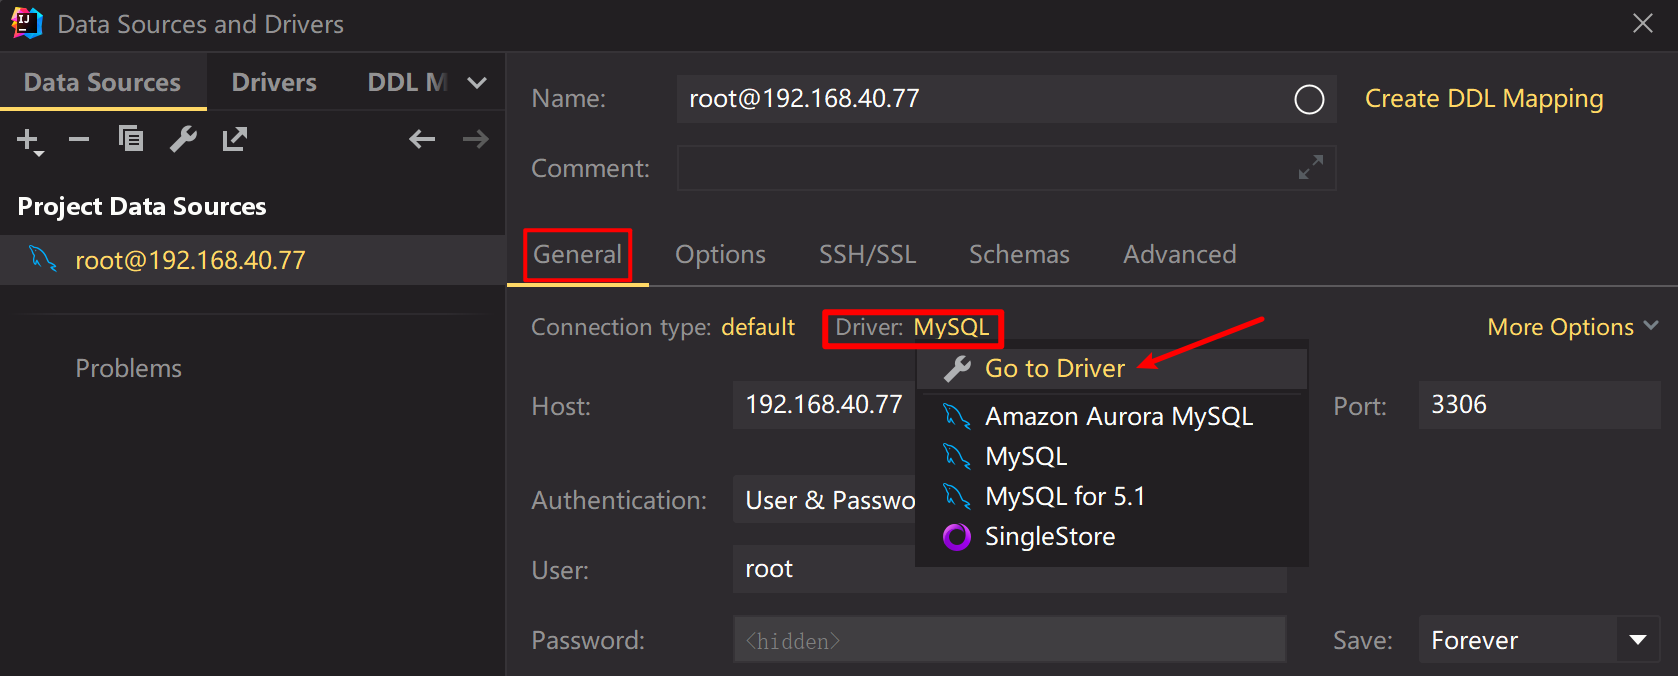 Data Sources and Drivers
Data Sources Drivers DDL M
Name: root@192.168.40.77 Create DDL Mapping
Comment:
Project Data Sources
root@192.168.40.77
Problems
General Options SSH/SSL Schemas Advanced
Connection type: default Driver: MySQL More Options
Go to Driver
Amazon Aurora MySQL
MySQL
MySQL for 5.1
SingleStore
Host: 192.168.40.77 Port: 3306
Authentication: User & Passwo
User: root
Password: <hidden> Save: Forever